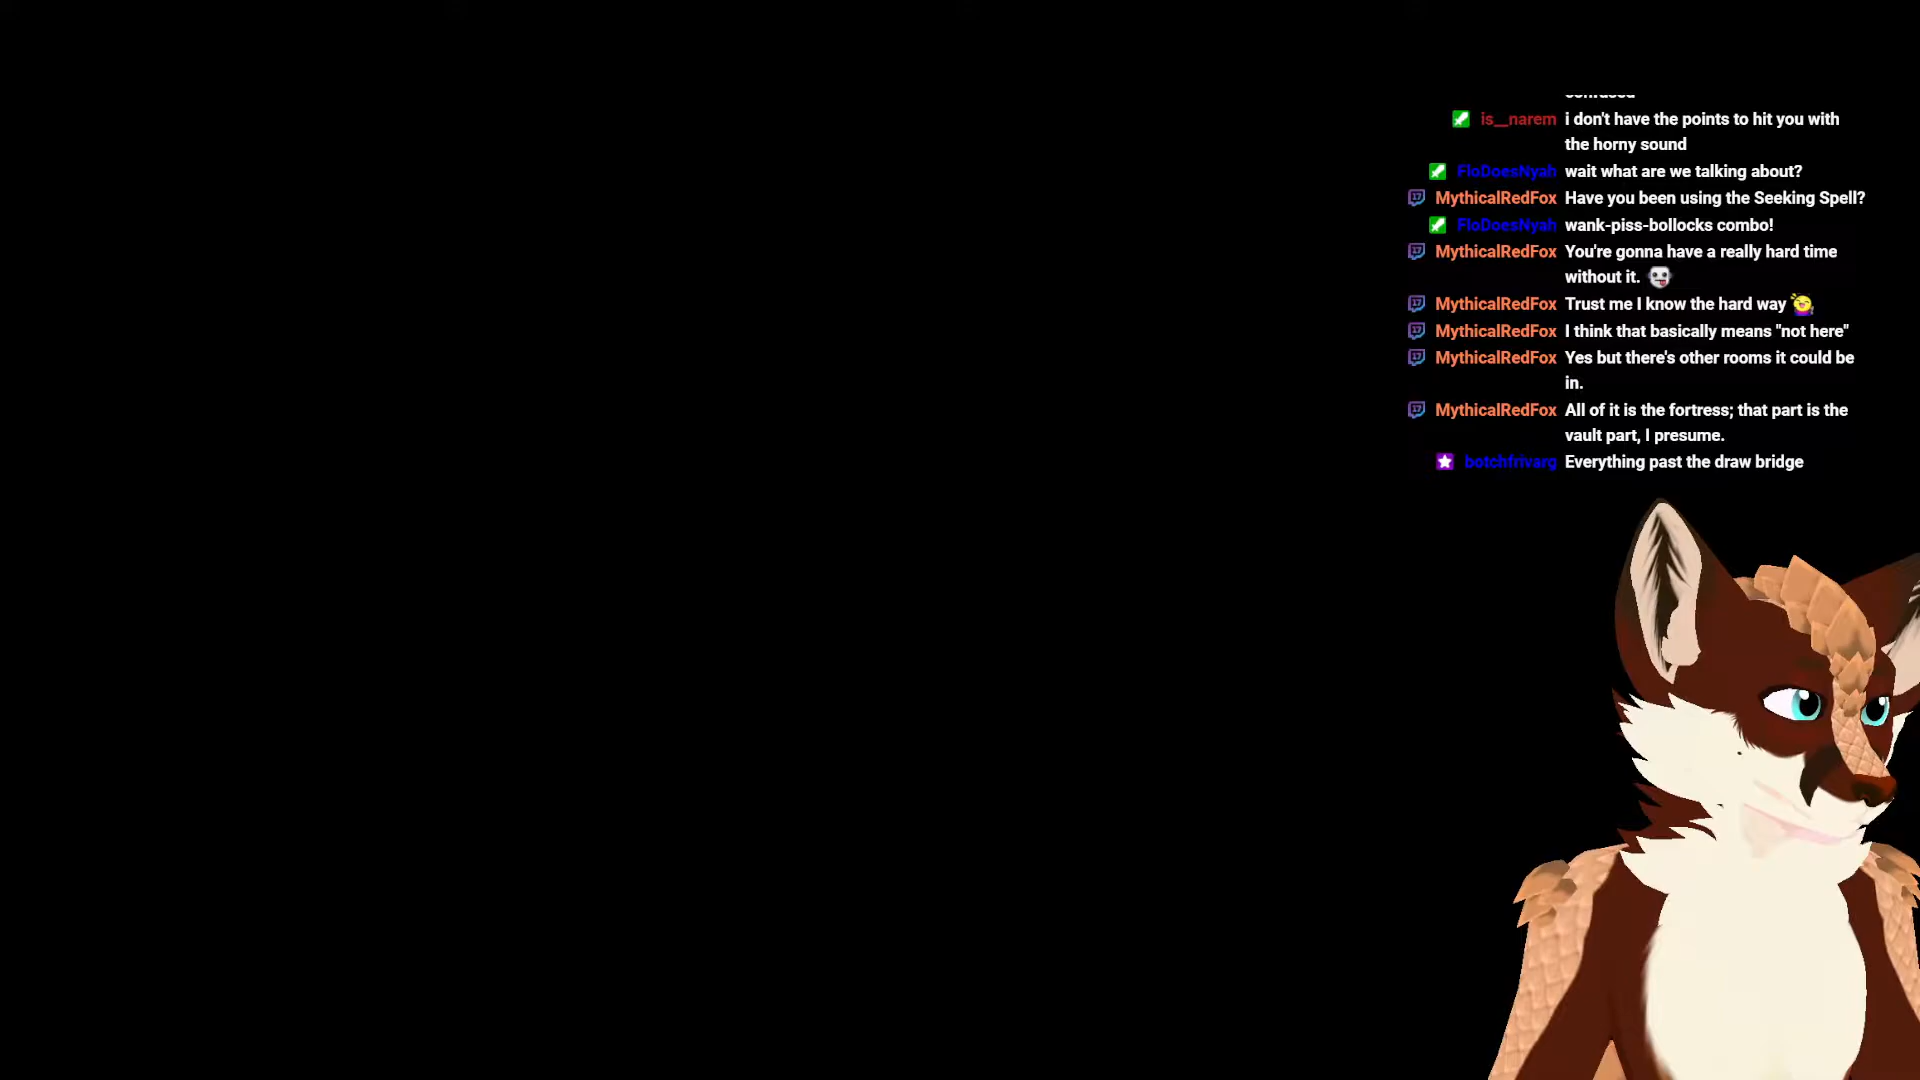 is__narem i don't have the points to hit you with
the horny sound
FloDoesNyah wait what are we talking about?
MythicalRedFox Have you been using the Seeking Spell?
FloDoesNyah wank-piss-bollocks combo!
MythicalRedFox You're gonna have a really hard time
without it.
MythicalRedFox Trust me I know the hard way
MythicalRedFox I think that basically means "not here"
MythicalRedFox Yes but there's other rooms it could be
in.
MythicalRedFox All of it is the fortress; that part is the
vault part, I presume.
botchfrivarg Everything past the draw bridge